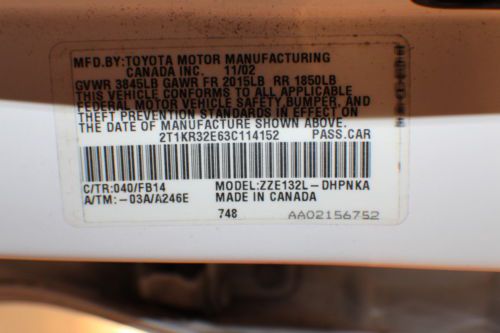 MFD.BY:TOYOTA MOTOR MANUFACTURING
CANADA INC. 11/02
GVWR 3845LB GAWR FR 2015LB RR 1850LB
THIS VEHICLE CONFORMS TO ALL APPLICABLE
FEDERAL MOTOR VEHICLE SAFETY, BUMPER, AND
THEFT PREVENTION STANDARDS IN EFFECT ON
THE DATE OF MANUFACTURE SHOWN ABOVE.
2T1KR32E63C114152 PASS.CAR
C/TR:040/FB14 MODEL:ZZE132L-DHPNKA
A/TM:-03A/A246E MADE IN CANADA
748 AA02156752